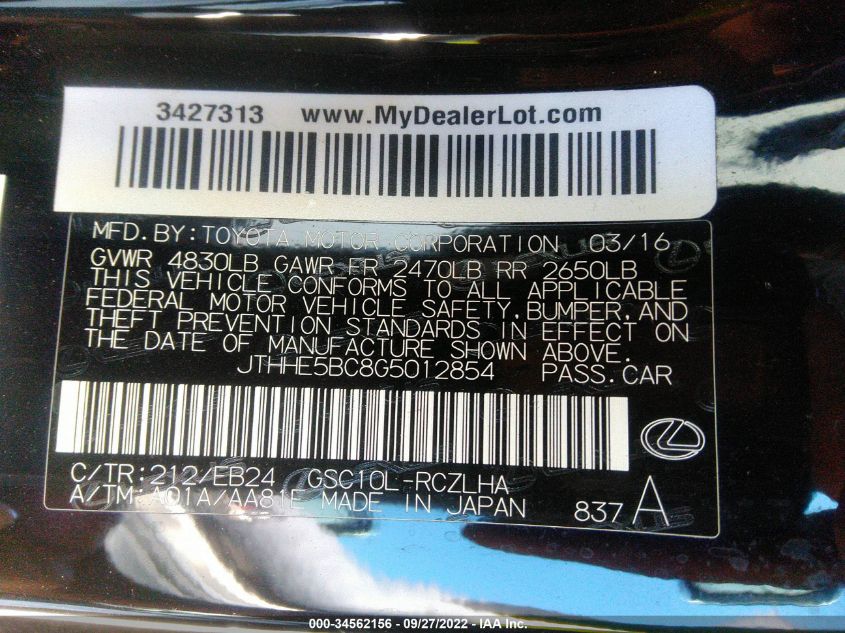 3427313 www.MyDealerLot.com
MFD.BY:TOYOTA MOTOR CORPORATION 03/16
GVWR 4830LB GAWR FR 2470LB RR 2650LB
THIS VEHICLE CONFORMS TO ALL APPLICABLE
FEDERAL MOTOR VEHICLE SAFETY,BUMPER,AND
THEFT PREVENTION STANDARDS IN EFFECT ON
THE DATE OF MANUFACTURE SHOWN ABOVE.
JTHHE5BC8G5012854 PASS.CAR
C/TR:212/EB24 GSC10L-RCZLHA
A/TM:A01A/AA81E MADE IN JAPAN 837 A
000-34562156 - 09/27/2022 - IAA Inc.